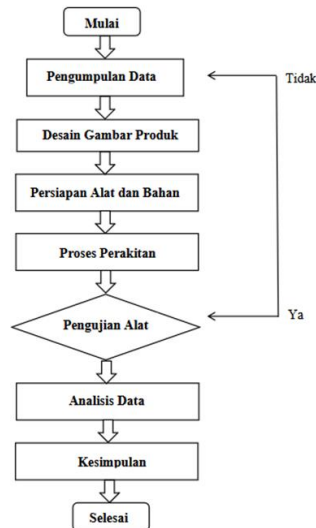 Mulai
Pengumpulan Data
Tidak
Desain Gambar Produk
Persiapan Alat dan Bahan
Proses Perakitan
Pengujian Alat
Ya
Analisis Data
Kesimpulan
Selesai